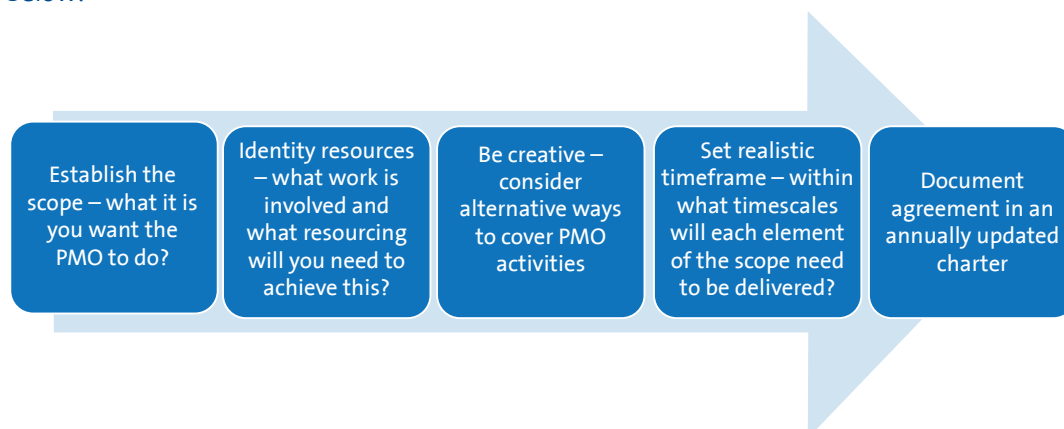 Establish the
scope – what it is
you want the
PMO to do?
Identity resources
– what work is
involved and
what resourcing
will you need to
achieve this?
Be creative –
consider
alternative ways
to cover PMO
activities
Set realistic
timeframe – within
what timescales
will each element
of the scope need
to be delivered?
Document
agreement in an
annually updated
charter